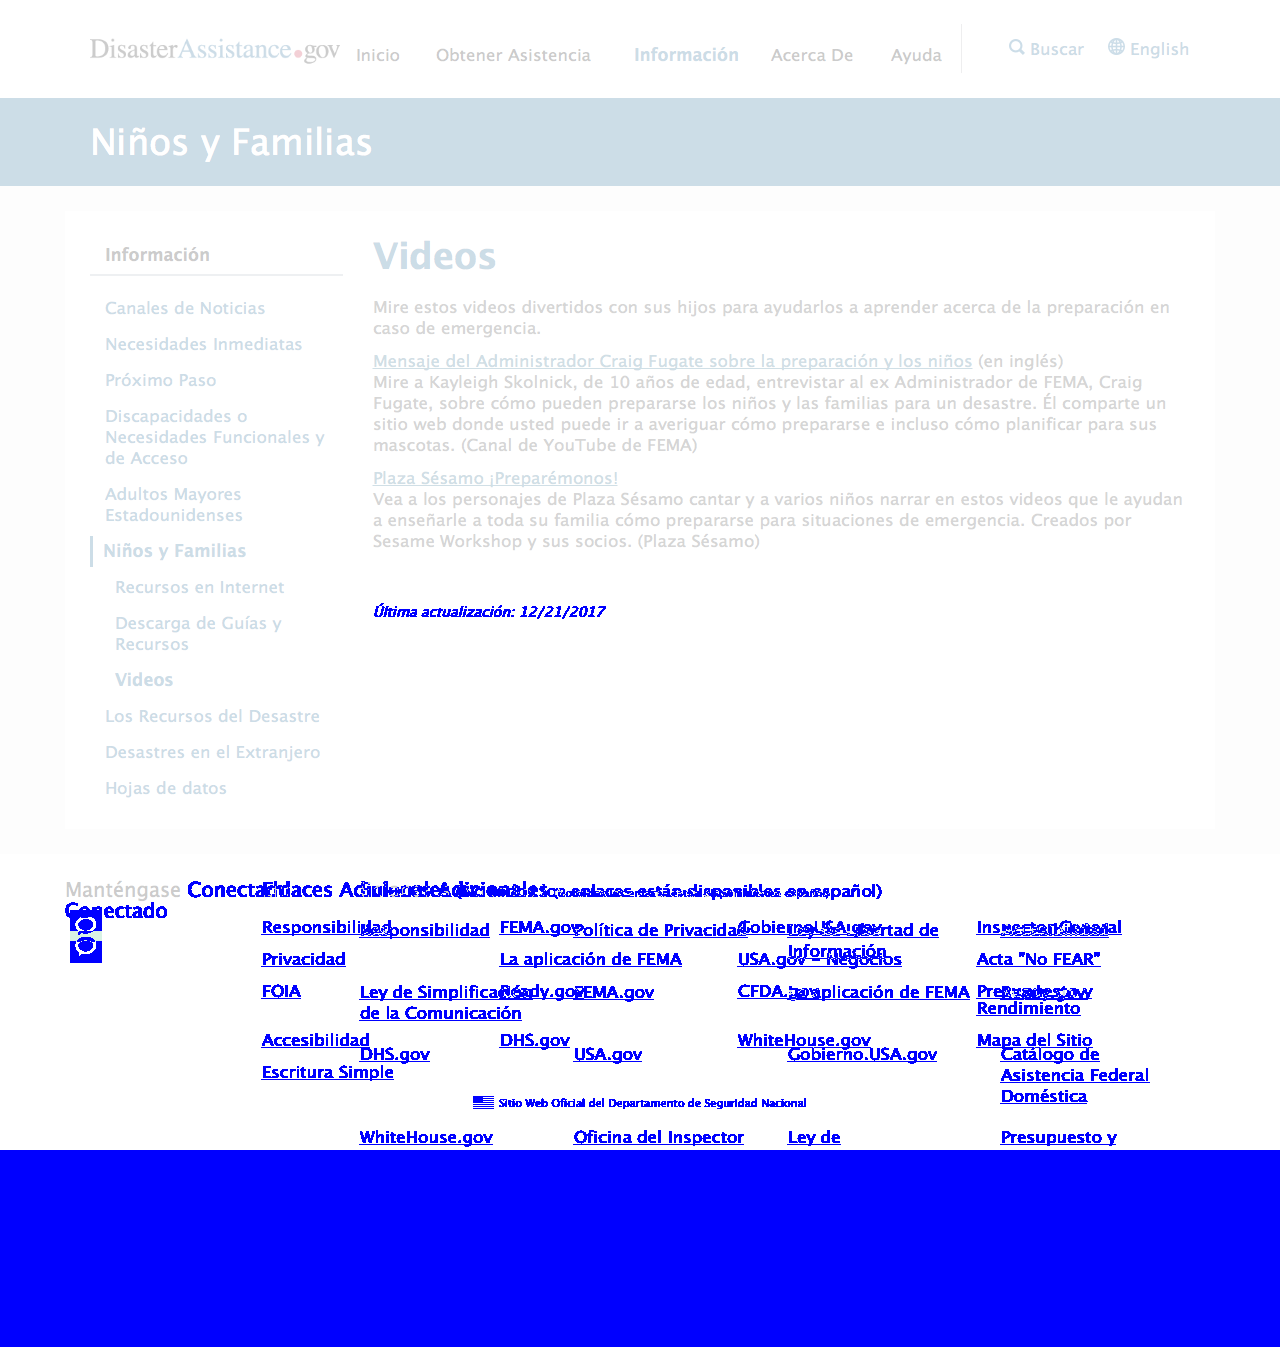 DisasterAssistance.gov
Inicio Obtener Asistencia Información Acerca De Ayuda Buscar English
Niños y Familias
Información
Canales de Noticias
Necesidades Inmediatas
Próximo Paso
Discapacidades o
Necesidades Funcionales y
de Acceso
Adultos Mayores
Estadounidenses
Niños y Familias
Recursos en Internet
Descarga de Guías y
Recursos
Videos
Los Recursos del Desastre
Desastres en el Extranjero
Hojas de datos
Videos
Mire estos videos divertidos con sus hijos para ayudarlos a aprender acerca de la preparación en
caso de emergencia.
Mensaje del Administrador Craig Fugate sobre la preparación y los niños (en inglés)
Mire a Kayleigh Skolnick, de 10 años de edad, entrevistar al ex Administrador de FEMA, Craig
Fugate, sobre cómo pueden prepararse los niños y las familias para un desastre. Él comparte un
sitio web donde usted puede ir a averiguar cómo prepararse e incluso cómo planificar para sus
mascotas. (Canal de YouTube de FEMA)
Plaza Sésamo ¡Preparémonos!
Vea a los personajes de Plaza Sésamo cantar y a varios niños narrar en estos videos que le ayudan
a enseñarle a toda su familia cómo prepararse para situaciones de emergencia. Creados por
Sesame Workshop y sus socios. (Plaza Sésamo)
Última actualización: 12/21/2017
Manténgase Conectado Enlaces Adicionales enlaces están disponibles en español)
Conectado
Responsibilidad FEMA.gov Gobierno.USA.gov Inspector General
Responsibilidad Política de Privacidad Ley de Libertad de
Información
Privacidad La aplicación de FEMA USA.gov – Negocios Acta "No FEAR"
FOIA Ready.gov CFDA.gov Presupuesto y
Rendimiento
Ley de Simplificación FEMA.gov La aplicación de FEMA
de la Comunicación
Accesibilidad DHS.gov WhiteHouse.gov Mapa del Sitio
DHS.gov USA.gov Gobierno.USA.gov Catálogo de
Asistencia Federal
Doméstica
Escritura Simple
Sitio Web Oficial del Departamento de Seguridad Nacional
WhiteHouse.gov Oficina del Inspector Ley de Presupuesto y